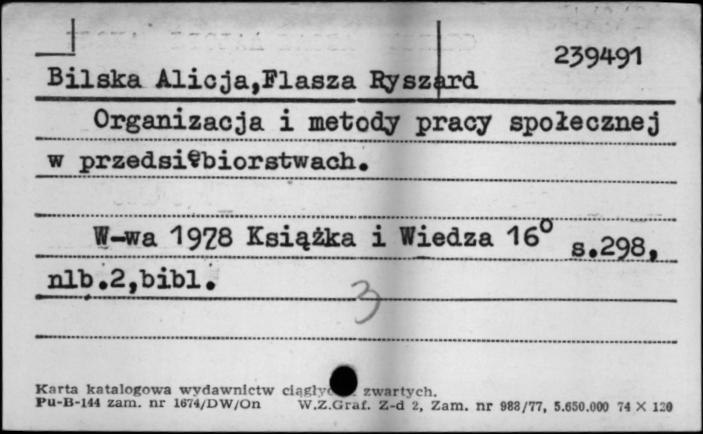 239491
Bilska Alicja,Flasza Ryszard
Organizacja i metody pracy społecznej
w przedsiębiorstwach.
W-wa 1978 Książka i Wiedza 16° s.298,
nlb.2,bibl.
3
Karta katalogowa wydawnictw zwartych.
Pu-B-144 zam. nr 1674/DW/On W.Z.Graf. Z-d 2, Zam. nr 988/77, 5.650.000 74 X 120